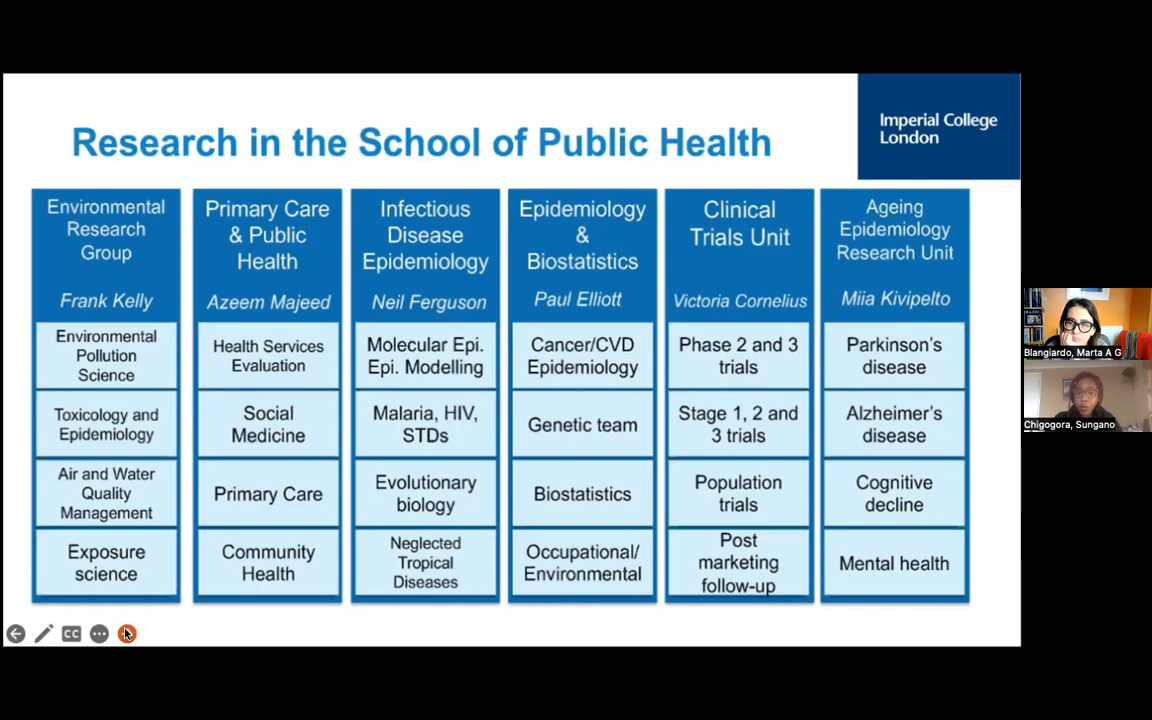 Imperial College
London
Research in the School of Public Health
Environmental
Research
Group
Frank Kelly
Environmental
Pollution
Science
Toxicology and
Epidemiology
Air and Water
Quality
Management
Exposure
science
Primary Care
& Public
Health
Azeem Majeed
Health Services
Evaluation
Social
Medicine
Primary Care
Community
Health
Infectious
Disease
Epidemiology
Neil Ferguson
Molecular Epi.
Epi. Modelling
Malaria, HIV,
STDs
Evolutionary
biology
Neglected
Tropical
Diseases
Epidemiology
&
Biostatistics
Paul Elliott
Cancer/CVD
Epidemiology
Genetic team
Biostatistics
Occupational/
Environmental
Clinical
Trials Unit
Victoria Cornelius
Phase 2 and 3
trials
Stage 1, 2 and
3 trials
Population
trials
Post
marketing
follow-up
Ageing
Epidemiology
Research Unit
Miia Kivipelto
Parkinson's
disease
Alzheimer's
disease
Cognitive
decline
Mental health
CC
Blangiardo, Marta A G
Chigogora, Sungano